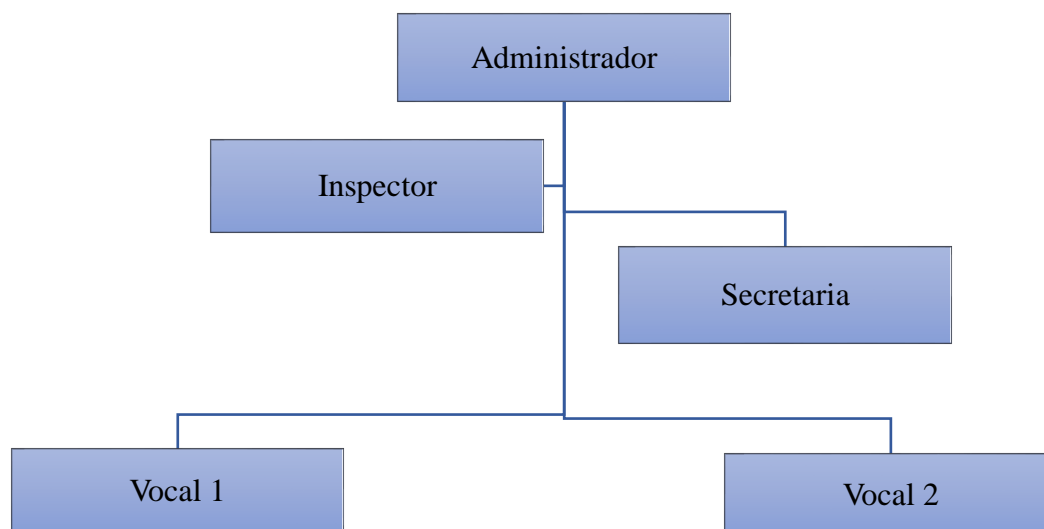 Administrador
Inspector
Secretaria
Vocal 1
Vocal 2